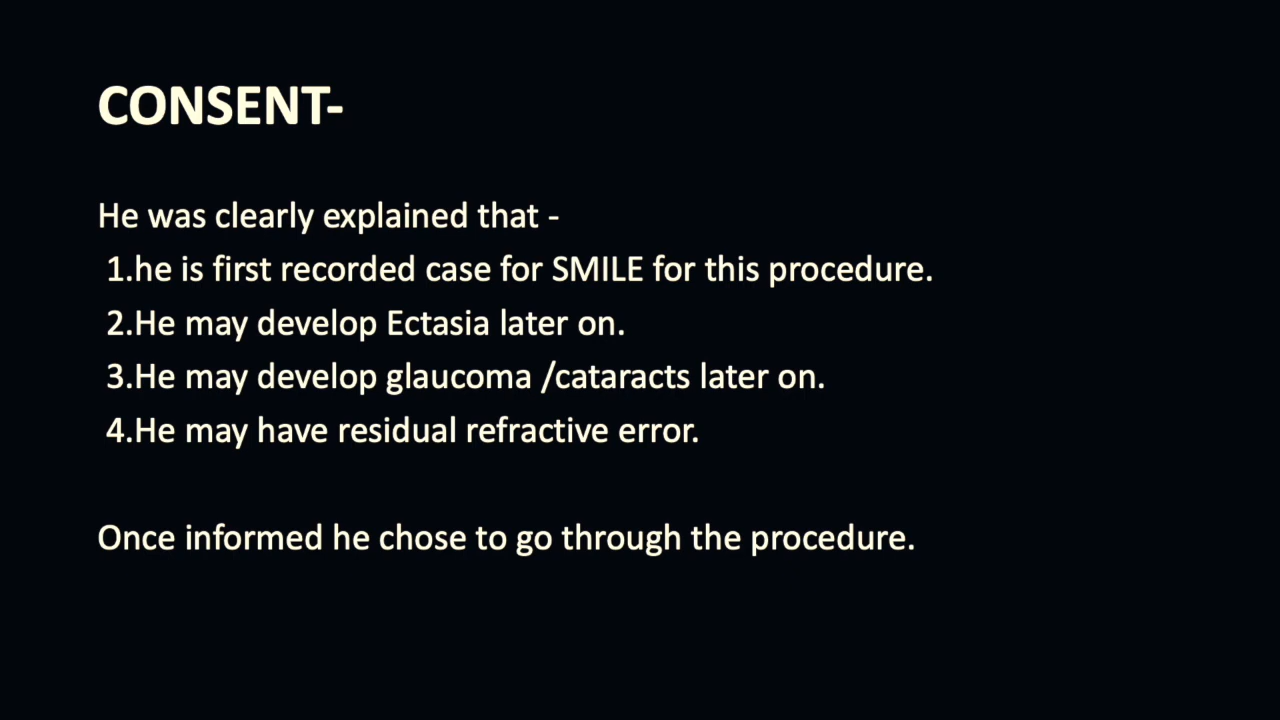 CONSENT-
He was clearly explained that -
1.he is first recorded case for SMILE for this procedure.
2.He may develop Ectasia later on.
3.He may develop glaucoma /cataracts later on.
4.He may have residual refractive error.
Once informed he chose to go through the procedure.